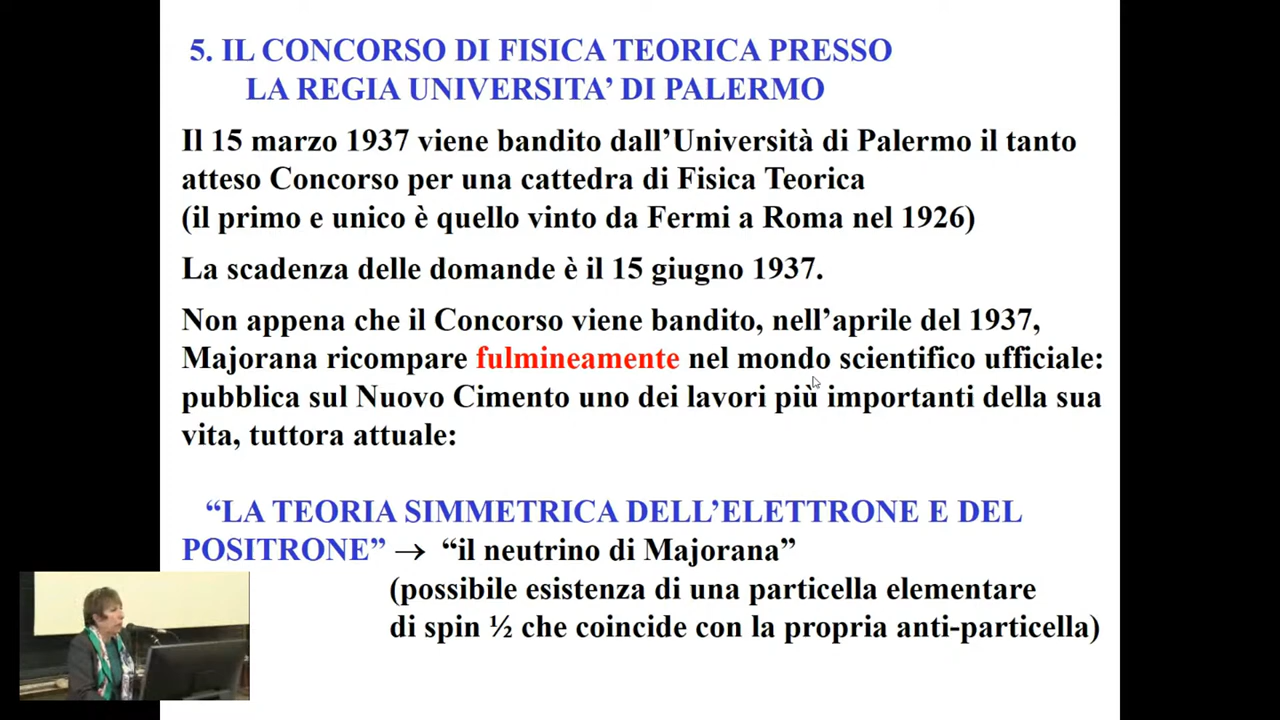 5. IL CONCORSO DI FISICA TEORICA PRESSO
LA REGIA UNIVERSITA’ DI PALERMO
Il 15 marzo 1937 viene bandito dall’Università di Palermo il tanto
atteso Concorso per una cattedra di Fisica Teorica
(il primo e unico è quello vinto da Fermi a Roma nel 1926)
La scadenza delle domande è il 15 giugno 1937.
Non appena che il Concorso viene bandito, nell’aprile del 1937,
Majorana ricompare fulmineamente nel mondo scientifico ufficiale:
pubblica sul Nuovo Cimento uno dei lavori più importanti della sua
vita, tuttora attuale:
“LA TEORIA SIMMETRICA DELL’ELETTRONE E DEL
POSITRONE” → “il neutrino di Majorana”
(possibile esistenza di una particella elementare
di spin ½ che coincide con la propria anti-particella)